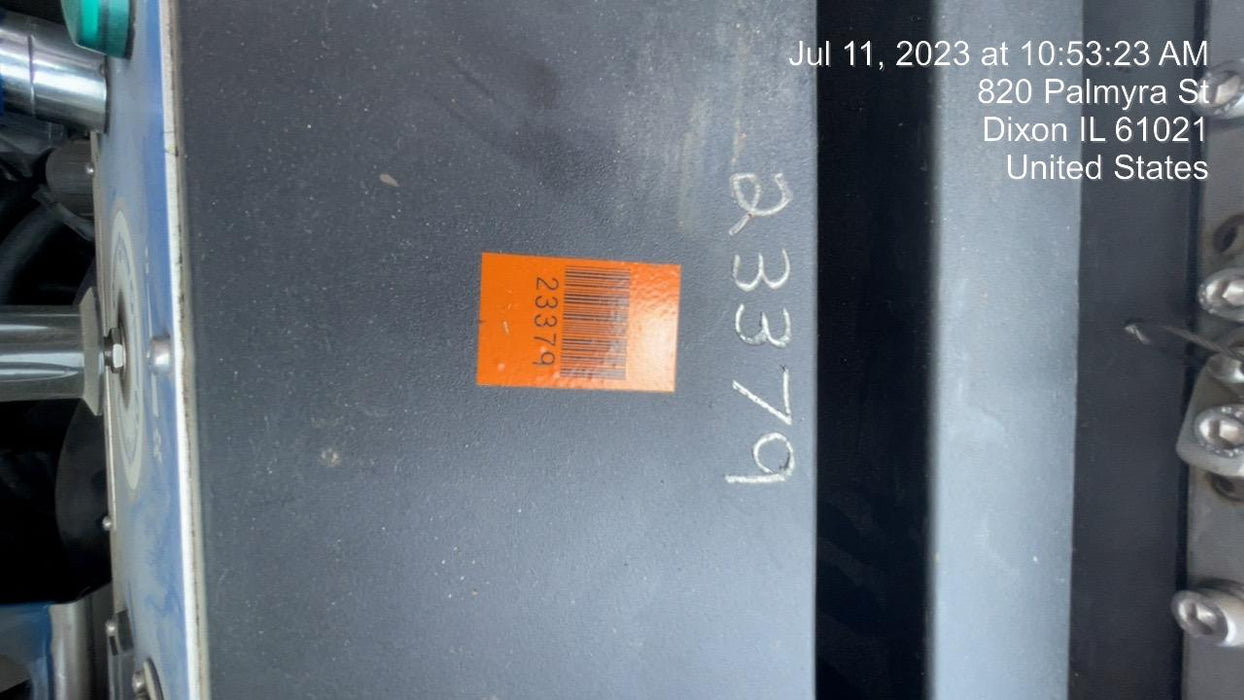 Jul 11, 2023 at 10:53:23 AM
820 Palmyra St
Dixon IL 61021
United States
23379
23379